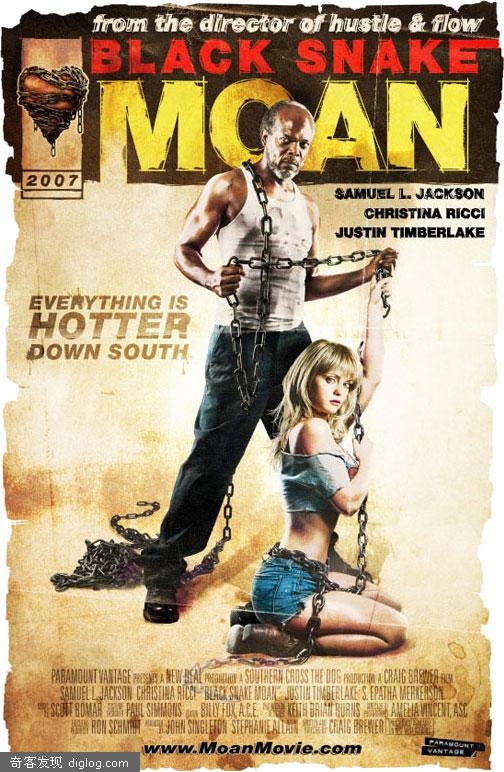 from the director of hustle & flow
BLACK SNAKE
MOAN
2007
SAMUEL L. JACKSON
CHRISTINA RICCI
JUSTIN TIMBERLAKE
EVERYTHING IS
HOTTER
DOWN SOUTH
PARAMOUNT VANTAGE PRESENTS A NEW DEAL PRODUCTION A SOUTHERN CROSS THE DOG PRODUCTION A CRAIG BREWER FILM
SAMUEL L. JACKSON CHRISTINA RICCI "BLACK SNAKE MOAN" JUSTIN TIMBERLAKE S. EPATHA MERKERSON
SCOTT BOMAR PAUL SIMMONS BILLY FOX, A.C.E. KEITH BRIAN BURNS AMELIA VINCENT, ASC
RON SCHMIDT JOHN SINGLETON STEPHANIE ALLAIN CRAIG BREWER
www.MoanMovie.com
PARAMOUNT
VANTAGE
奇客发现 diglog.com